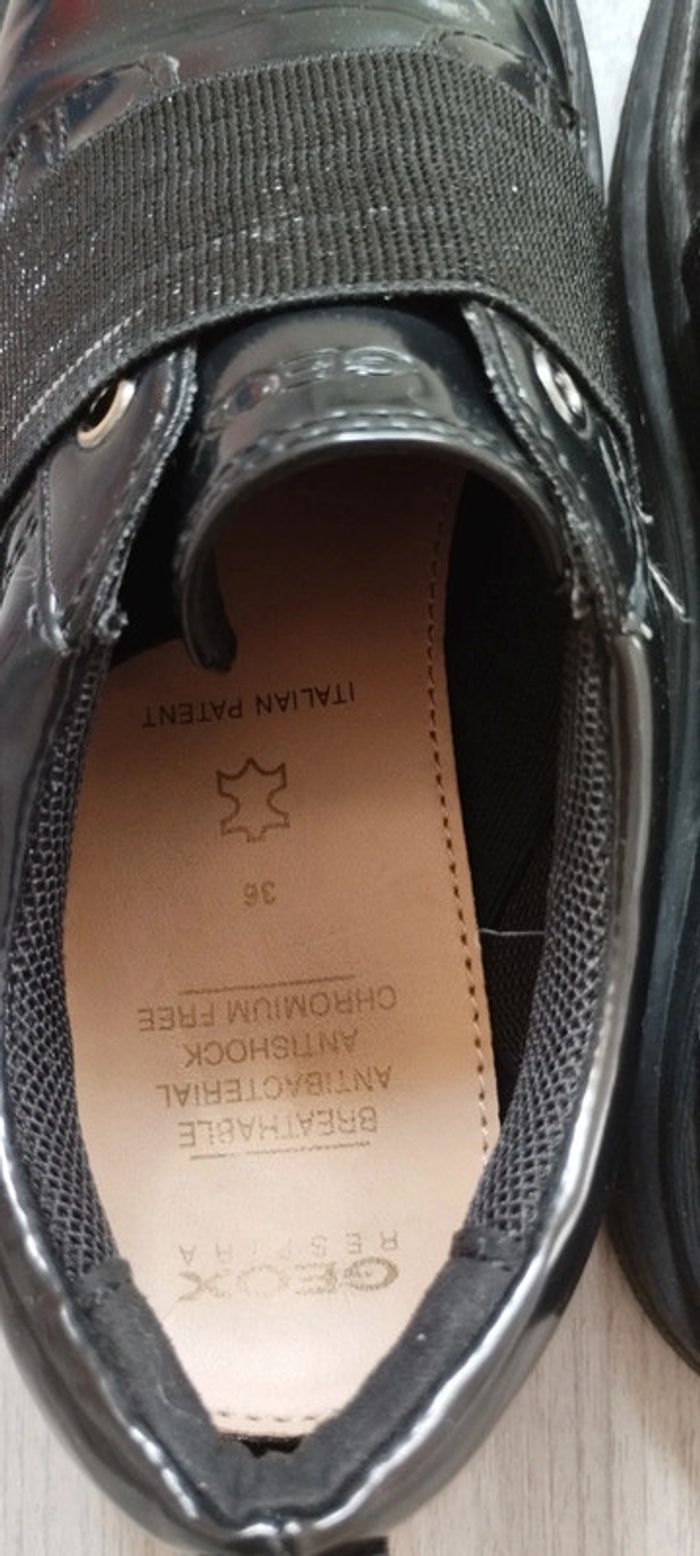 GEOX
RESPIRA
BREATHABLE
ANTIBACTERIAL
ANTISHOCK
CHROMIUM FREE
36
ITALIAN PATENT